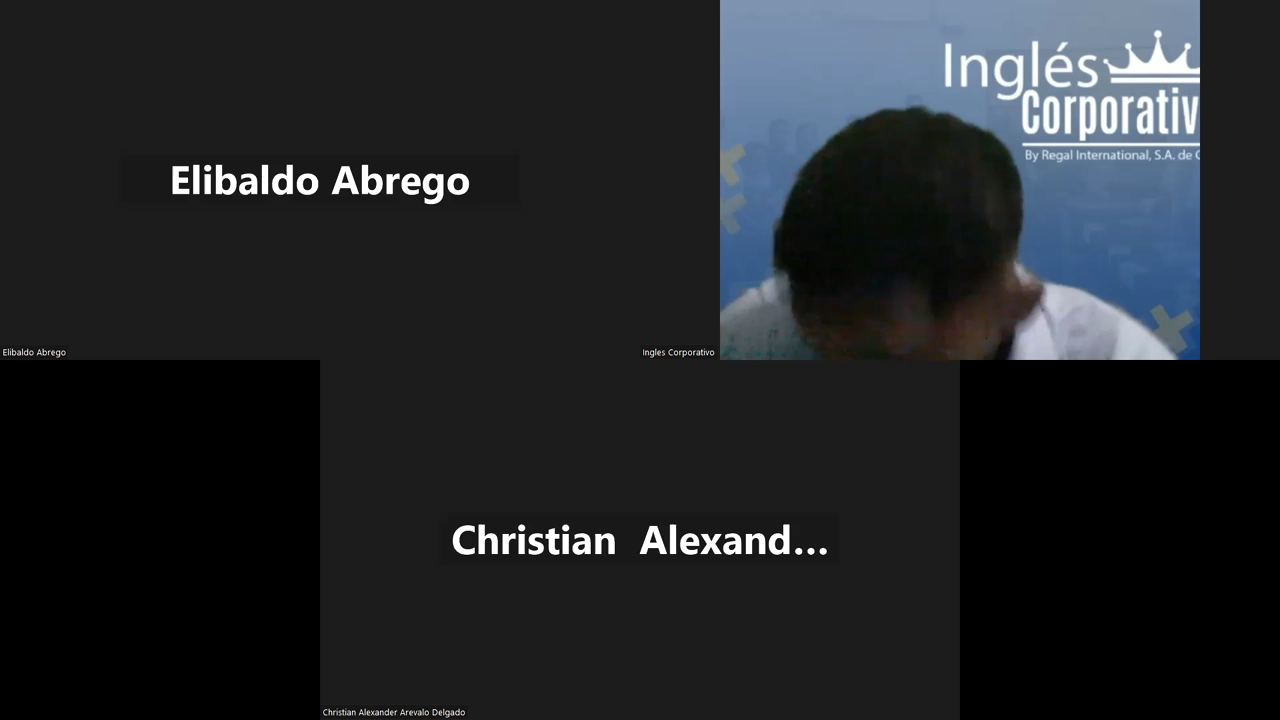 Elibaldo Abrego
Inglés
Corporativ
By Regal International, S.A. de C
Elibaldo Abrego
Ingles Corporativo
Christian Alexand...
Christian Alexander Arevalo Delgado